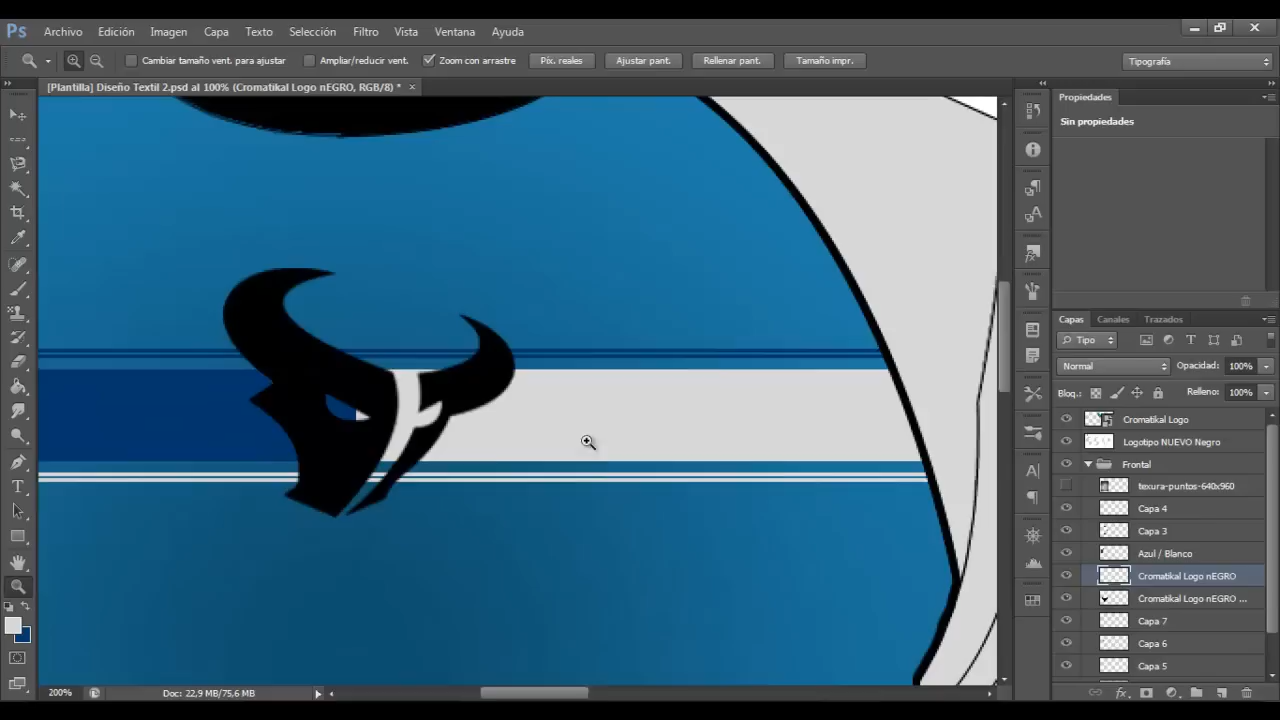 Ps Archivo Edición Imagen Capa Texto Selección Filtro Vista Ventana Ayuda
Cambiar tamaño vent. para ajustar Ampliar/reducir vent. Zoom con arrastre Píx. reales Ajustar pant. Rellenar pant. Tamaño impr. Tipografía
[Plantilla] Diseño Textil 2.psd al 100% (Cromatikal Logo nEGRO, RGB/8) * ×
Propiedades
Sin propiedades
Capas Canales Trazados
Tipo
Normal Opacidad: 100%
Bloq.: Relleno: 100%
Cromatikal Logo
Logotipo NUEVO Negro
Frontal
texura-puntos-640x960
Capa 4
Capa 3
Azul / Blanco
Cromatikal Logo nEGRO
Cromatikal Logo nEGRO ...
Capa 7
Capa 6
Capa 5
200% Doc: 22,9 MB/75,6 MB